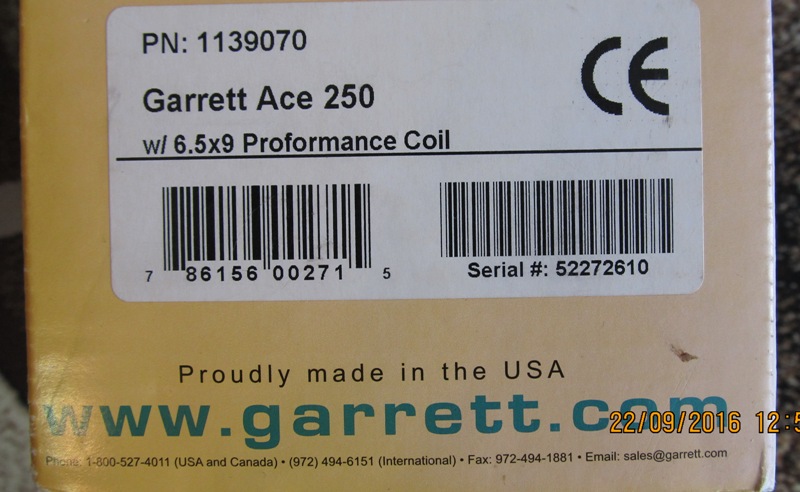 PN: 1139070
CE
Garrett Ace 250
w/ 6.5x9 Proformance Coil
7 86156 00271 5
Serial #: 52272610
Proudly made in the USA
www.garrett.com
22/09/2016 12:5
Phone: 1-800-527-4011 (USA and Canada) • (972) 494-6151 (International) • Fax: 972-494-1881 • Email: sales@garrett.com